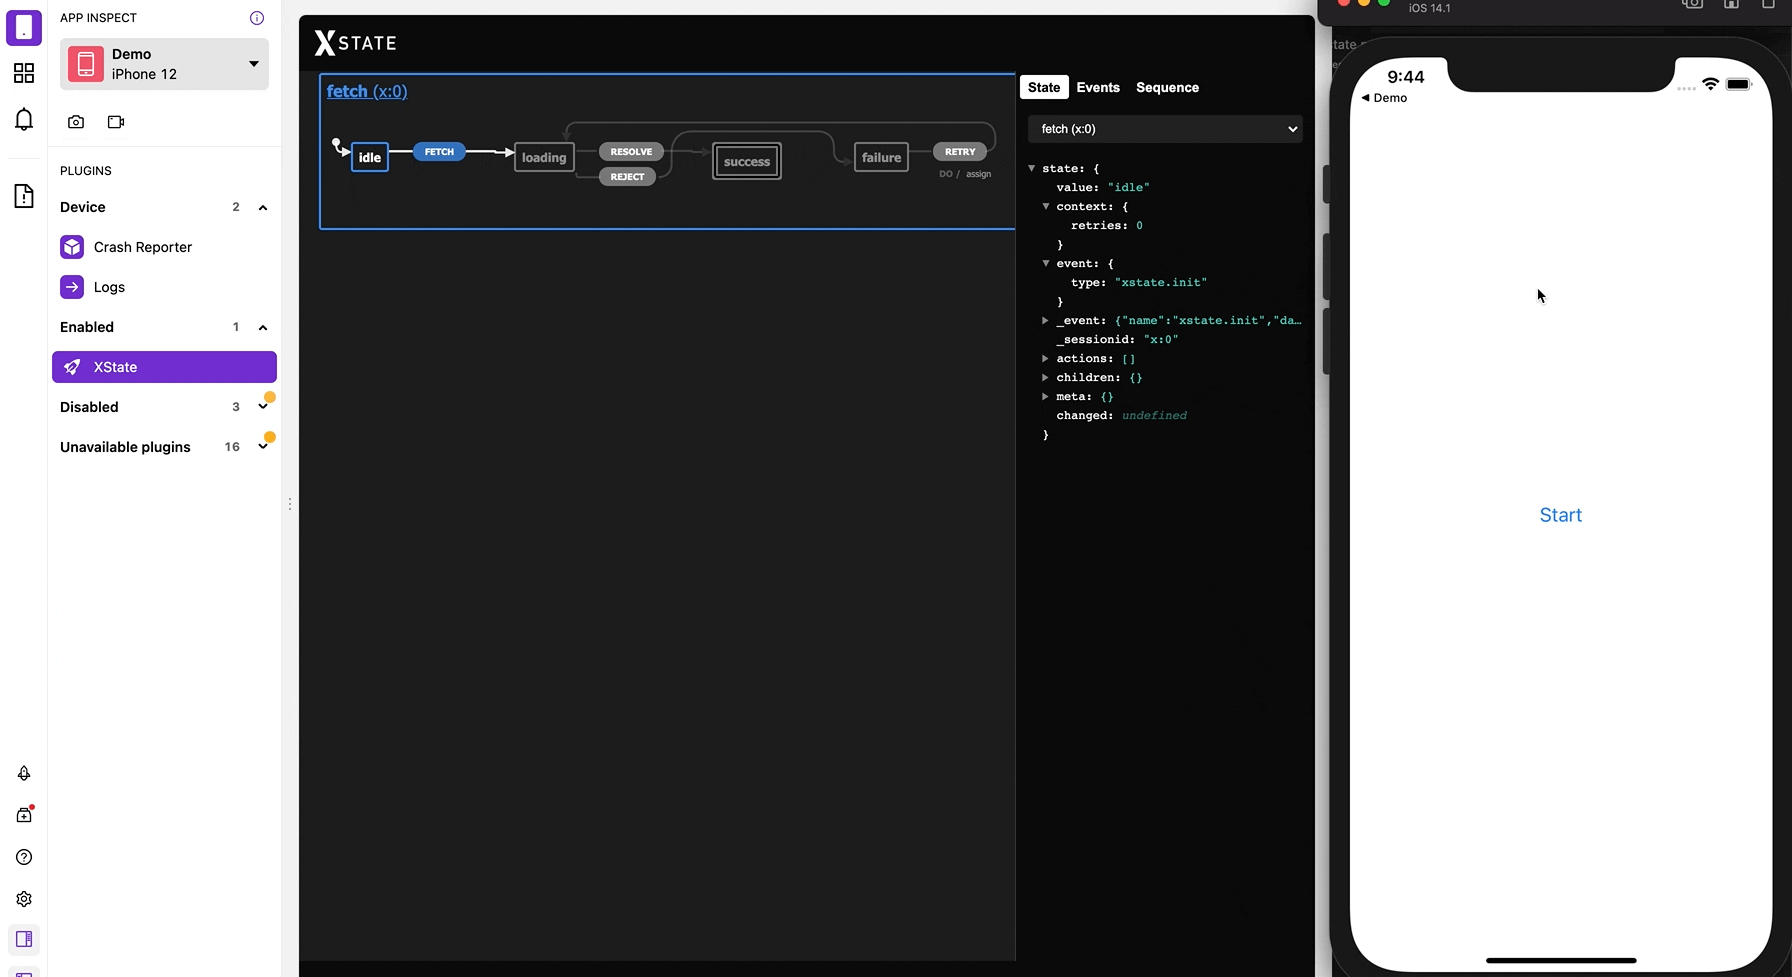 APP INSPECT
Demo
iPhone 12
PLUGINS
Device 2
Crash Reporter
Logs
Enabled 1
XState
Disabled 3
Unavailable plugins 16
XSTATE
fetch (x:0)
idle
FETCH
loading
RESOLVE
REJECT
success
failure
RETRY
DO / assign
State Events Sequence
fetch (x:0)
state: {
value: "idle"
context: {
retries: 0
}
event: {
type: "xstate.init"
}
_event: {"name":"xstate.init","da…
_sessionid: "x:0"
actions: []
children: {}
meta: {}
changed: undefined
}
iOS 14.1
tate
9:44
Demo
Start